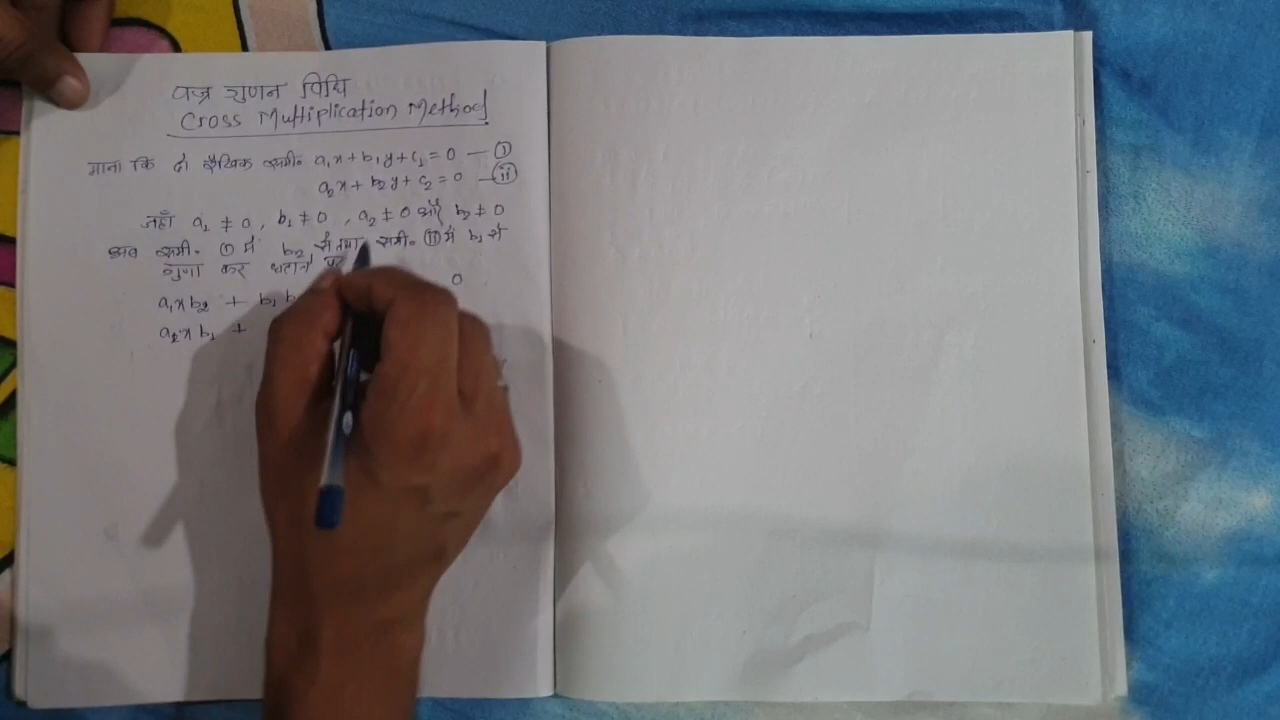 वज्र गुणन विधि
Cross Multiplication Method
माना कि दो रैखिक समी० a₁x + b₁y + c₁ = 0 — (i)
a₂x + b₂y + c₂ = 0 — (ii)
जहाँ a₁ ≠ 0, b₁ ≠ 0, a₂ ≠ 0 और b₂ ≠ 0
अब समी० (i) में b₂ से तथा समी० (ii) में b₁ से
गुणा कर घटाने पर
a₁x b₂ + b₁ b 0
a₂x b₁ +